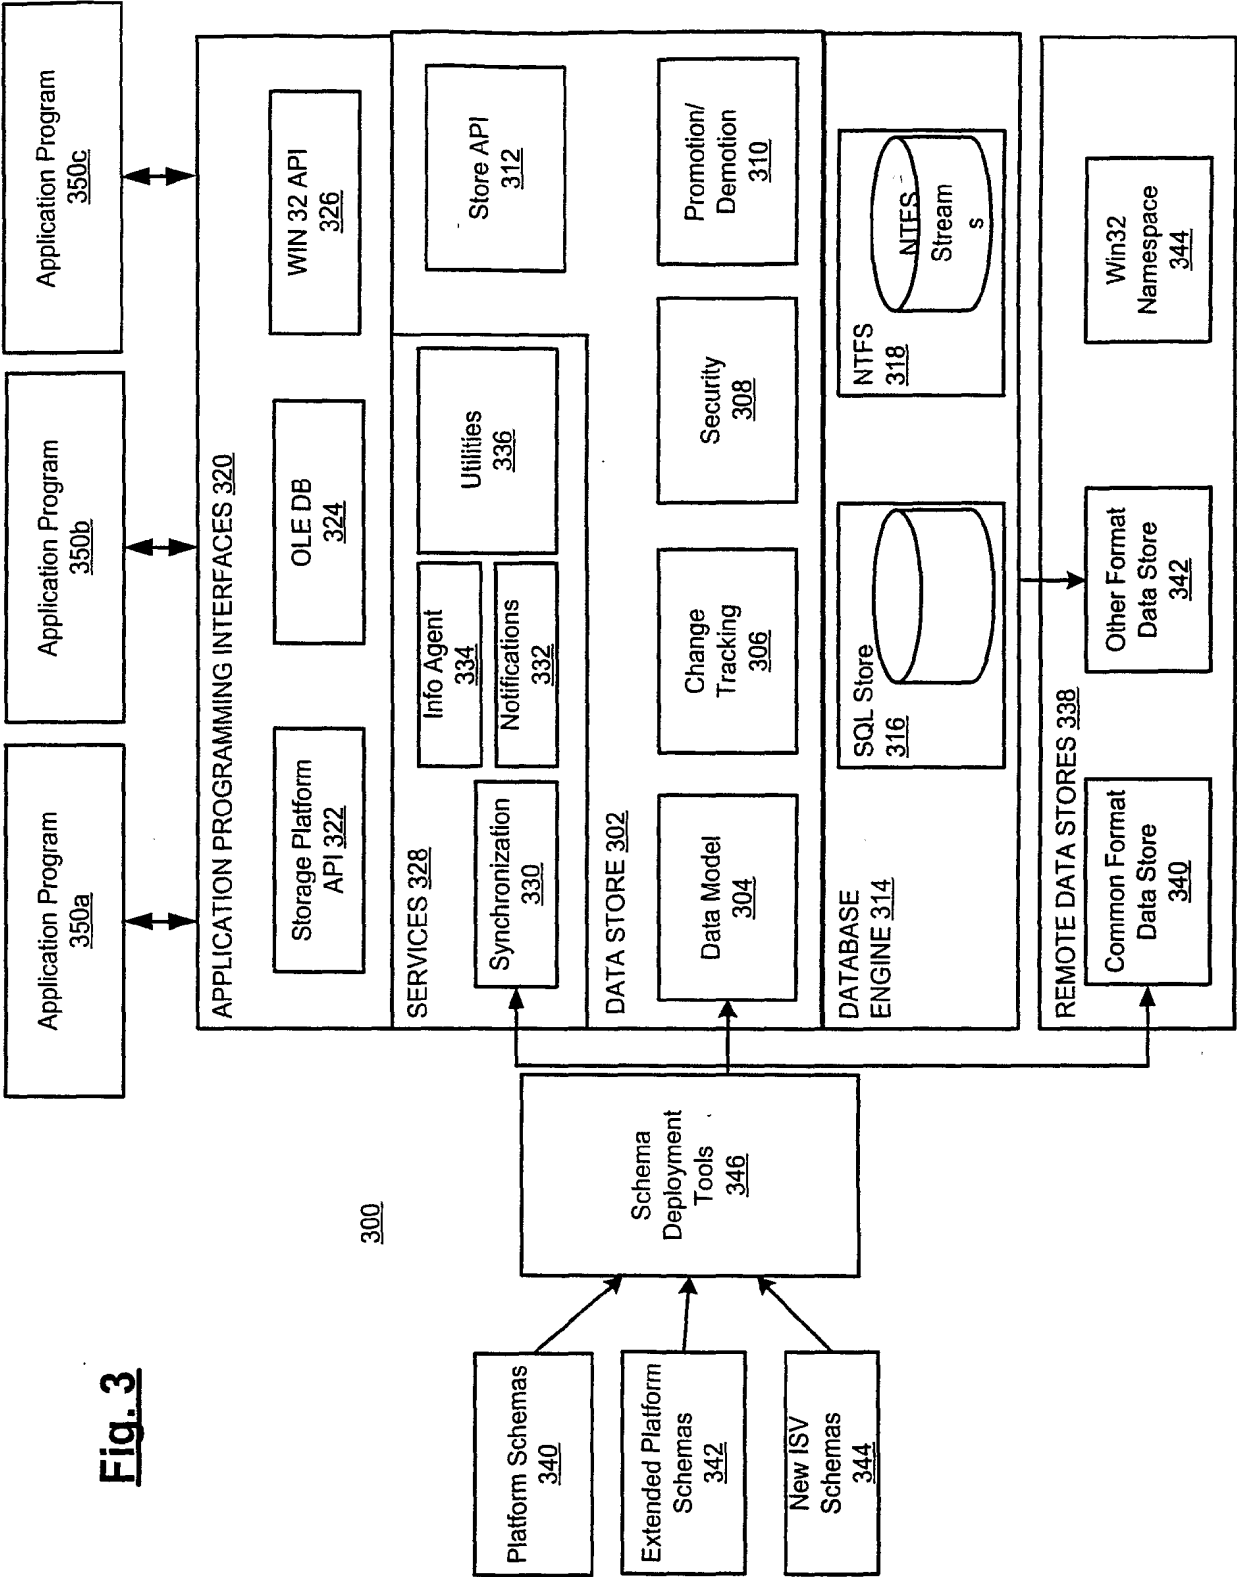 Application Program
350a
Application Program
350b
Application Program
350c
APPLICATION PROGRAMMING INTERFACES 320
Storage Platform
API 322
OLE DB
324
WIN 32 API
326
SERVICES 328
Synchronization
330
Info Agent
334
Notifications
332
Utilities
336
Store API
312
DATA STORE 302
Data Model
304
Change
Tracking
306
Security
308
Promotion/
Demotion
310
DATABASE
ENGINE 314
SQL Store
316
NTFS
318
NTFS
Stream
s
REMOTE DATA STORES 338
Common Format
Data Store
340
Other Format
Data Store
342
Win32
Namespace
344
300
Schema
Deployment
Tools
346
Platform Schemas
340
Extended Platform
Schemas
342
New ISV
Schemas
344
Fig. 3